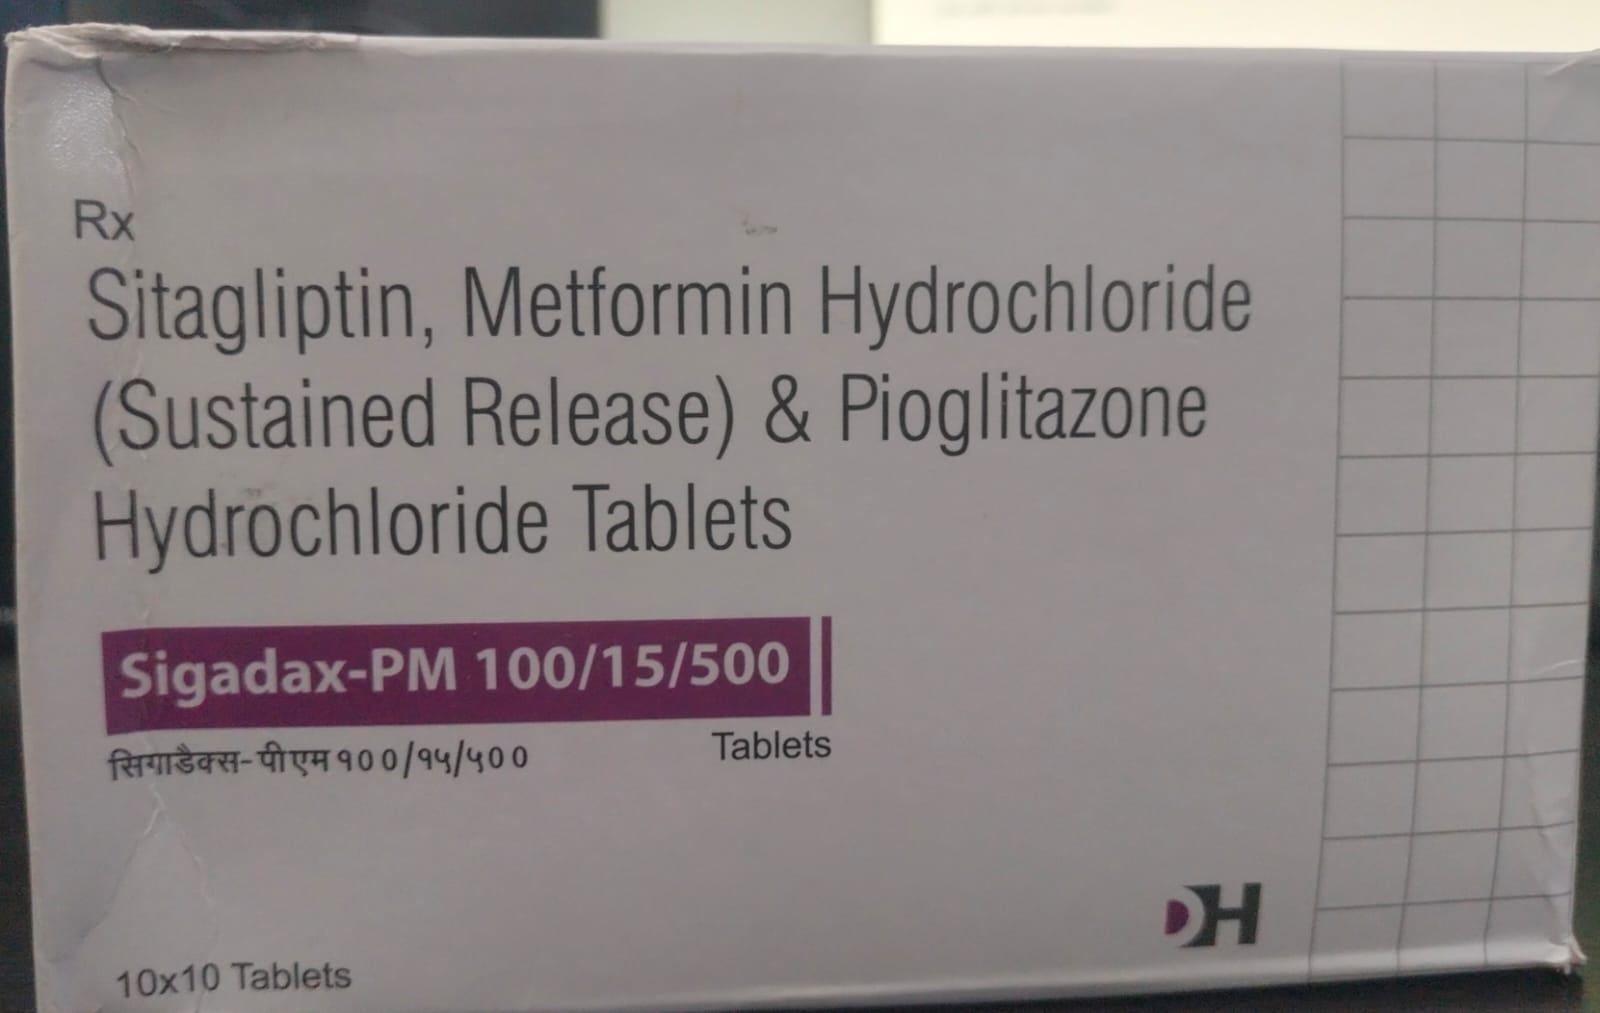 Rx
Sitagliptin, Metformin Hydrochloride
(Sustained Release) & Pioglitazone
Hydrochloride Tablets
Sigadax-PM 100/15/500
सिगाडैक्स-पीएम १००/१५/५००
Tablets
DH
10x10 Tablets